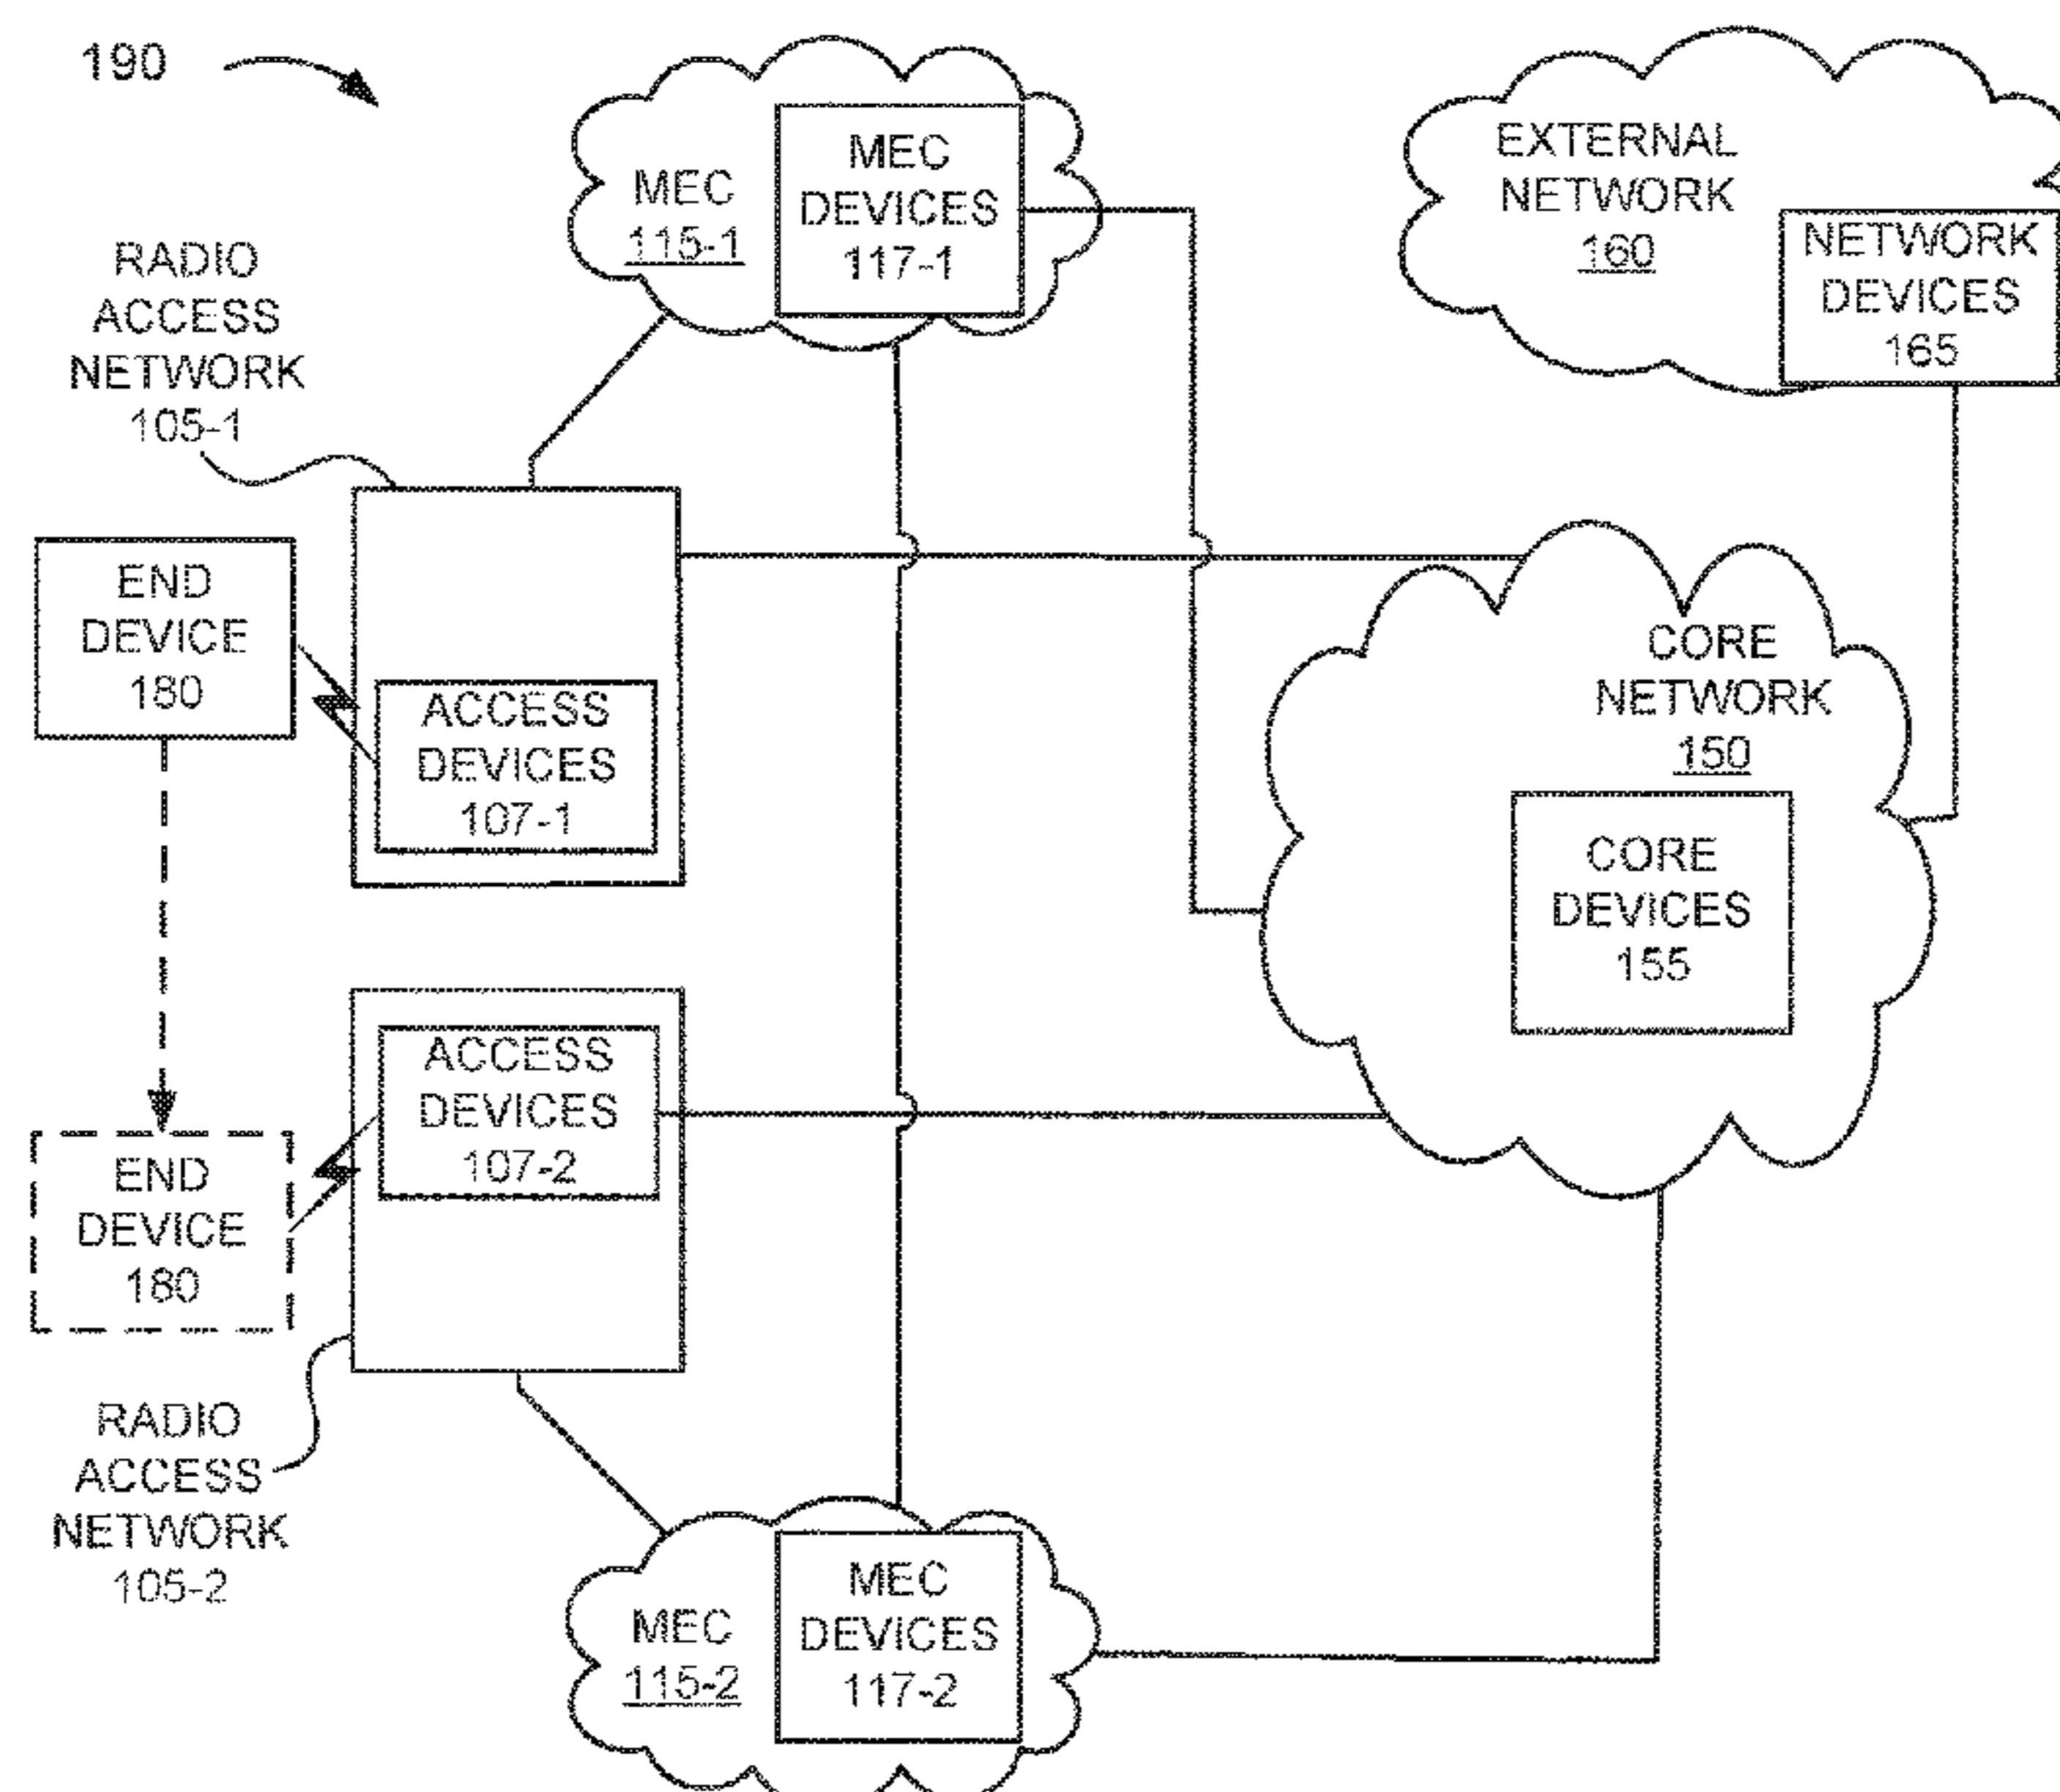 190
MEC
115-1
MEC
DEVICES
117-1
EXTERNAL
NETWORK
160
NETWORK
DEVICES
165
RADIO
ACCESS
NETWORK
105-1
END
DEVICE
180
ACCESS
DEVICES
107-1
CORE
NETWORK
150
CORE
DEVICES
155
ACCESS
DEVICES
107-2
END
DEVICE
180
RADIO
ACCESS
NETWORK
105-2
MEC
115-2
MEC
DEVICES
117-2